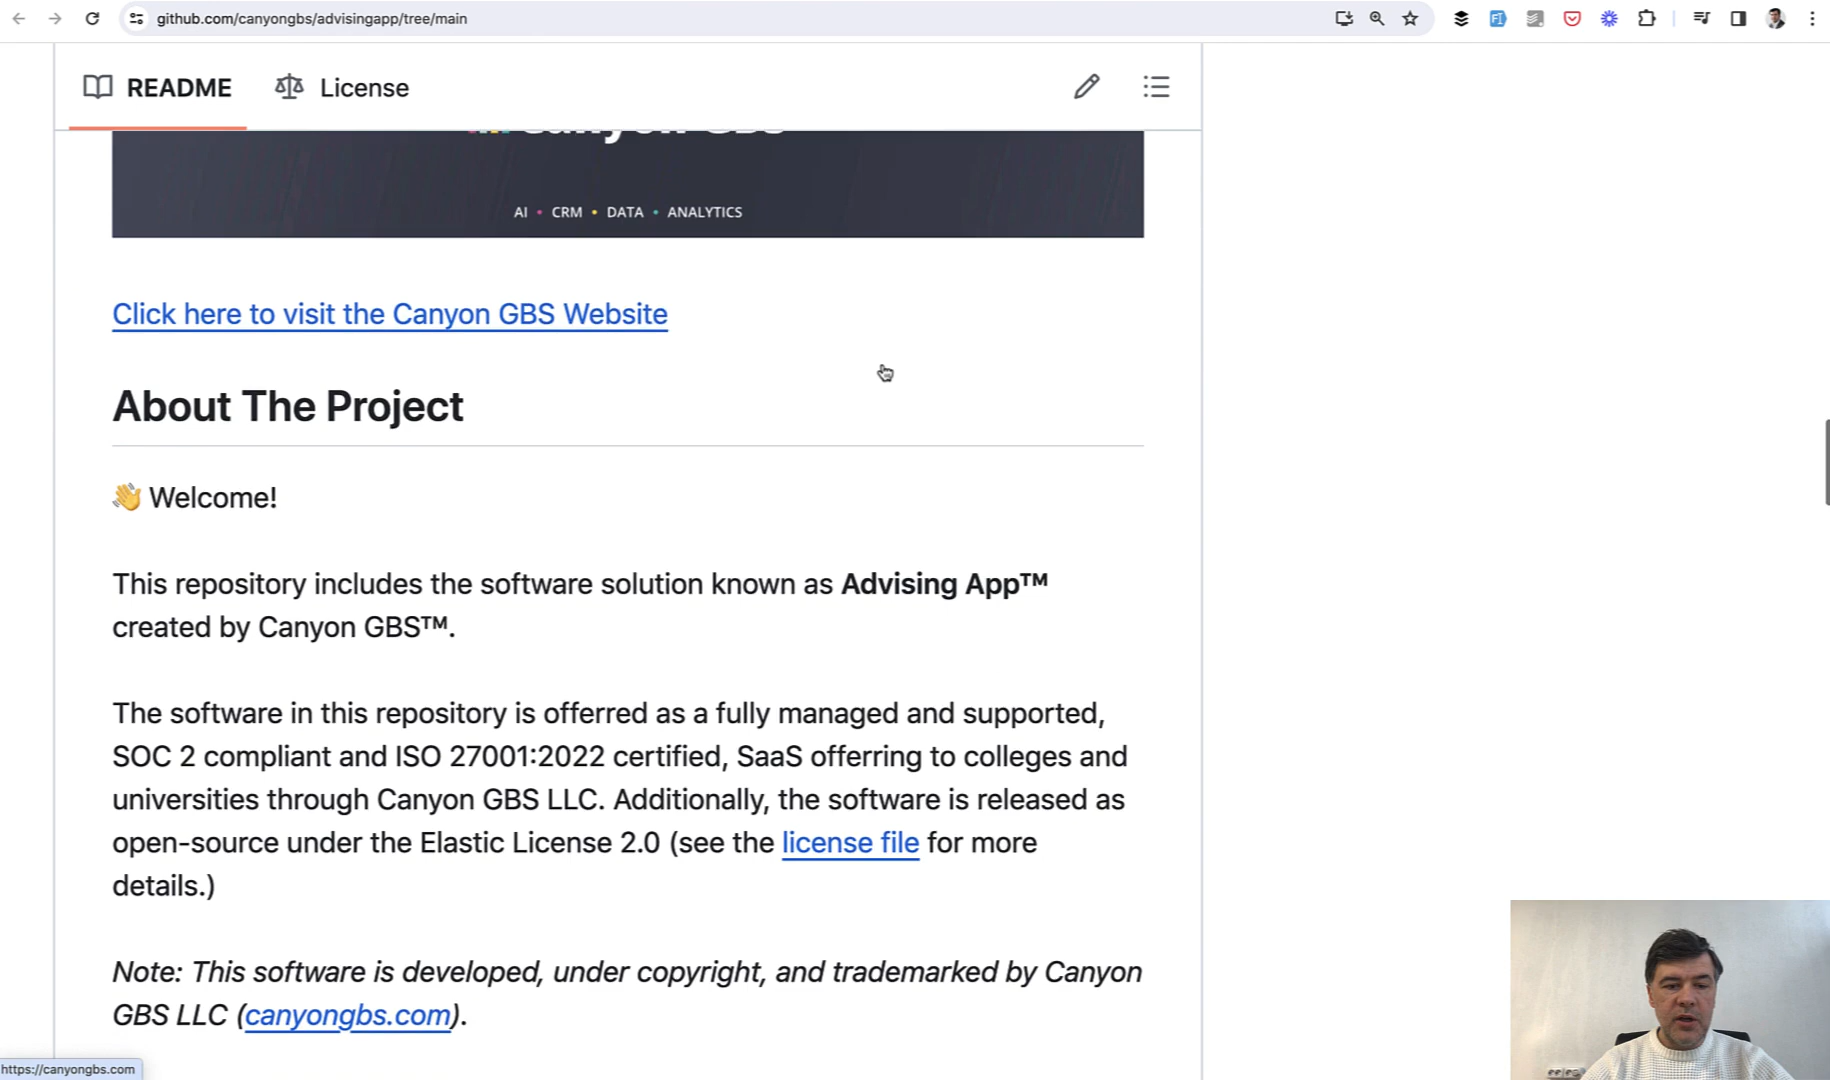 github.com/canyongbs/advisingapp/tree/main
README
License
Canyon GBS
AI • CRM • DATA • ANALYTICS
Click here to visit the Canyon GBS Website
About The Project
👋 Welcome!
This repository includes the software solution known as Advising App™
created by Canyon GBS™.
The software in this repository is offerred as a fully managed and supported,
SOC 2 compliant and ISO 27001:2022 certified, SaaS offerring to colleges and
universities through Canyon GBS LLC. Additionally, the software is released as
open-source under the Elastic License 2.0 (see the license file for more
details.)
Note: This software is developed, under copyright, and trademarked by Canyon
GBS LLC (canyongbs.com).
https://canyongbs.com